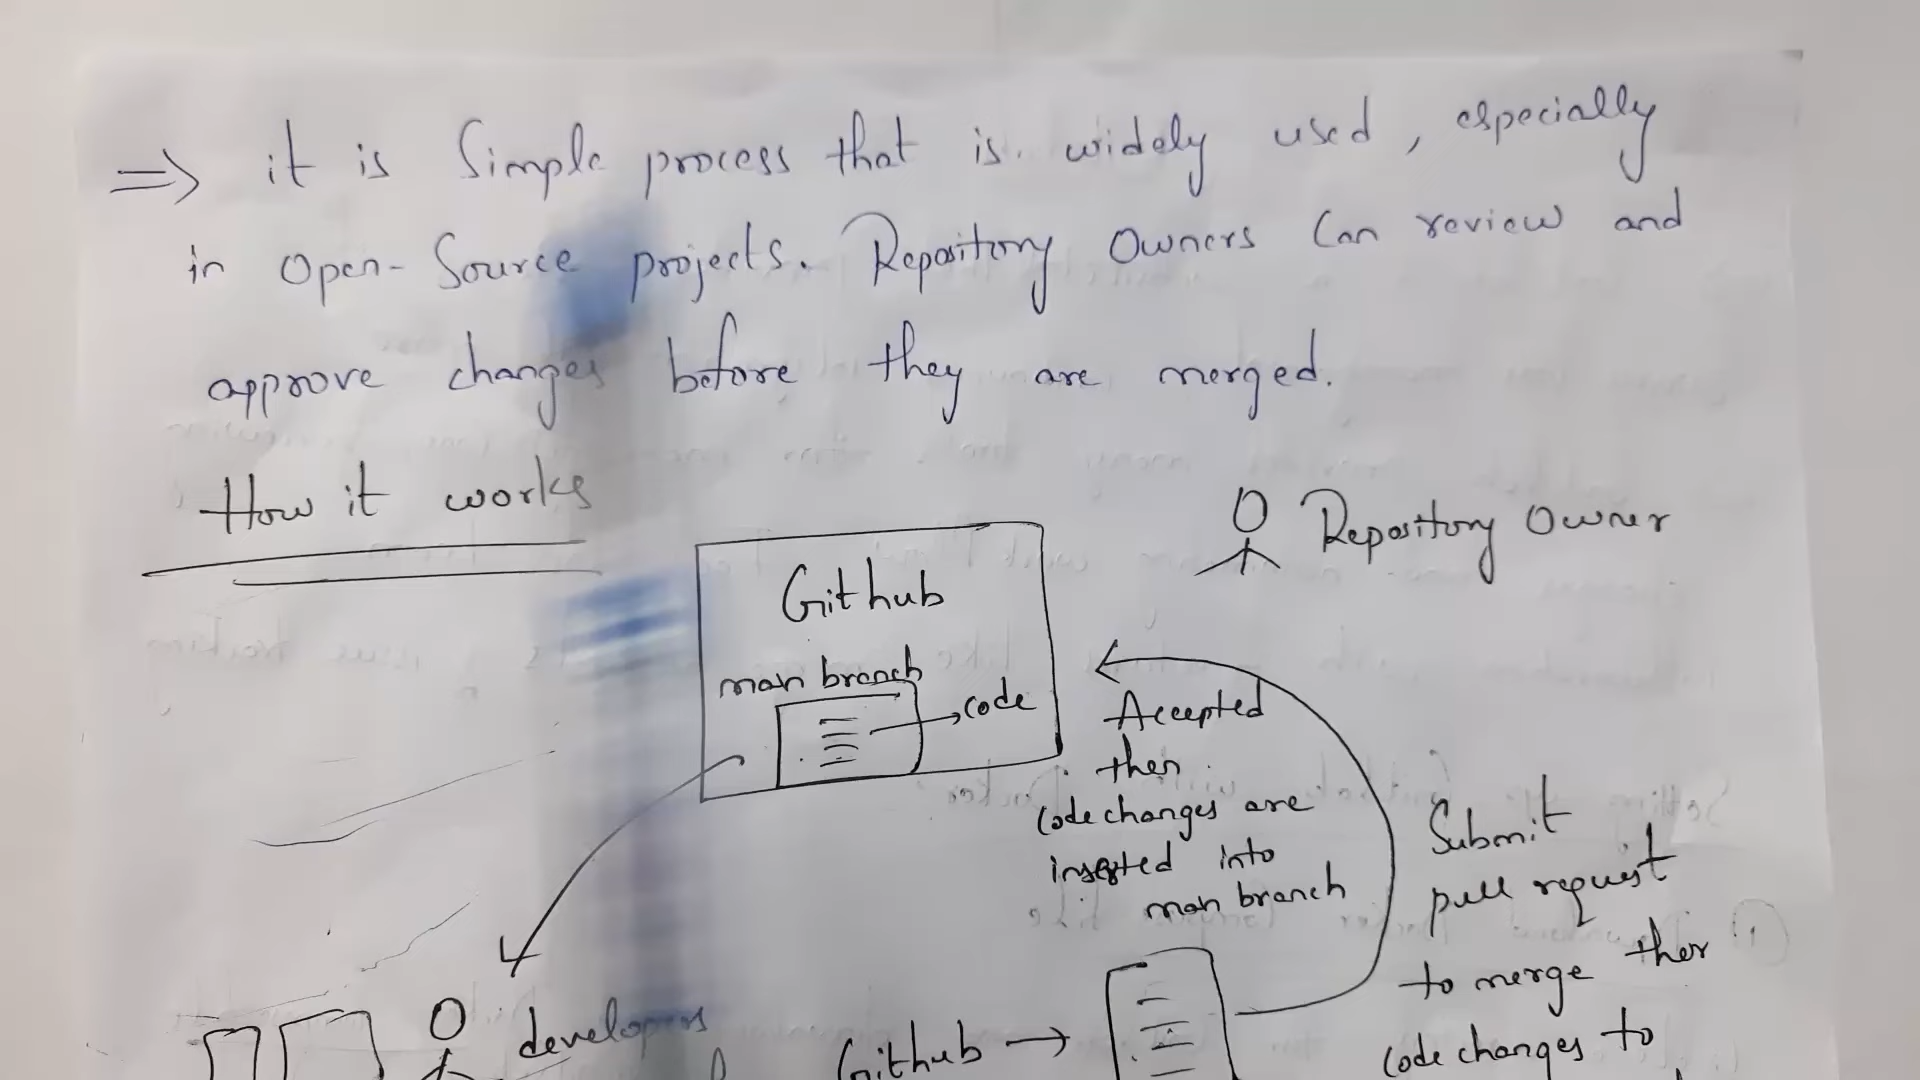 => it is Simple process that is widely used, especially
in Open-Source projects. Repository Owners Can review and
approve changes before they are merged.
How it works
Repository Owner
Github
main branch
code
Accepted
then
code changes are
inserted into
main branch
Submit
pull request
to merge their
code changes to
developers
Github →